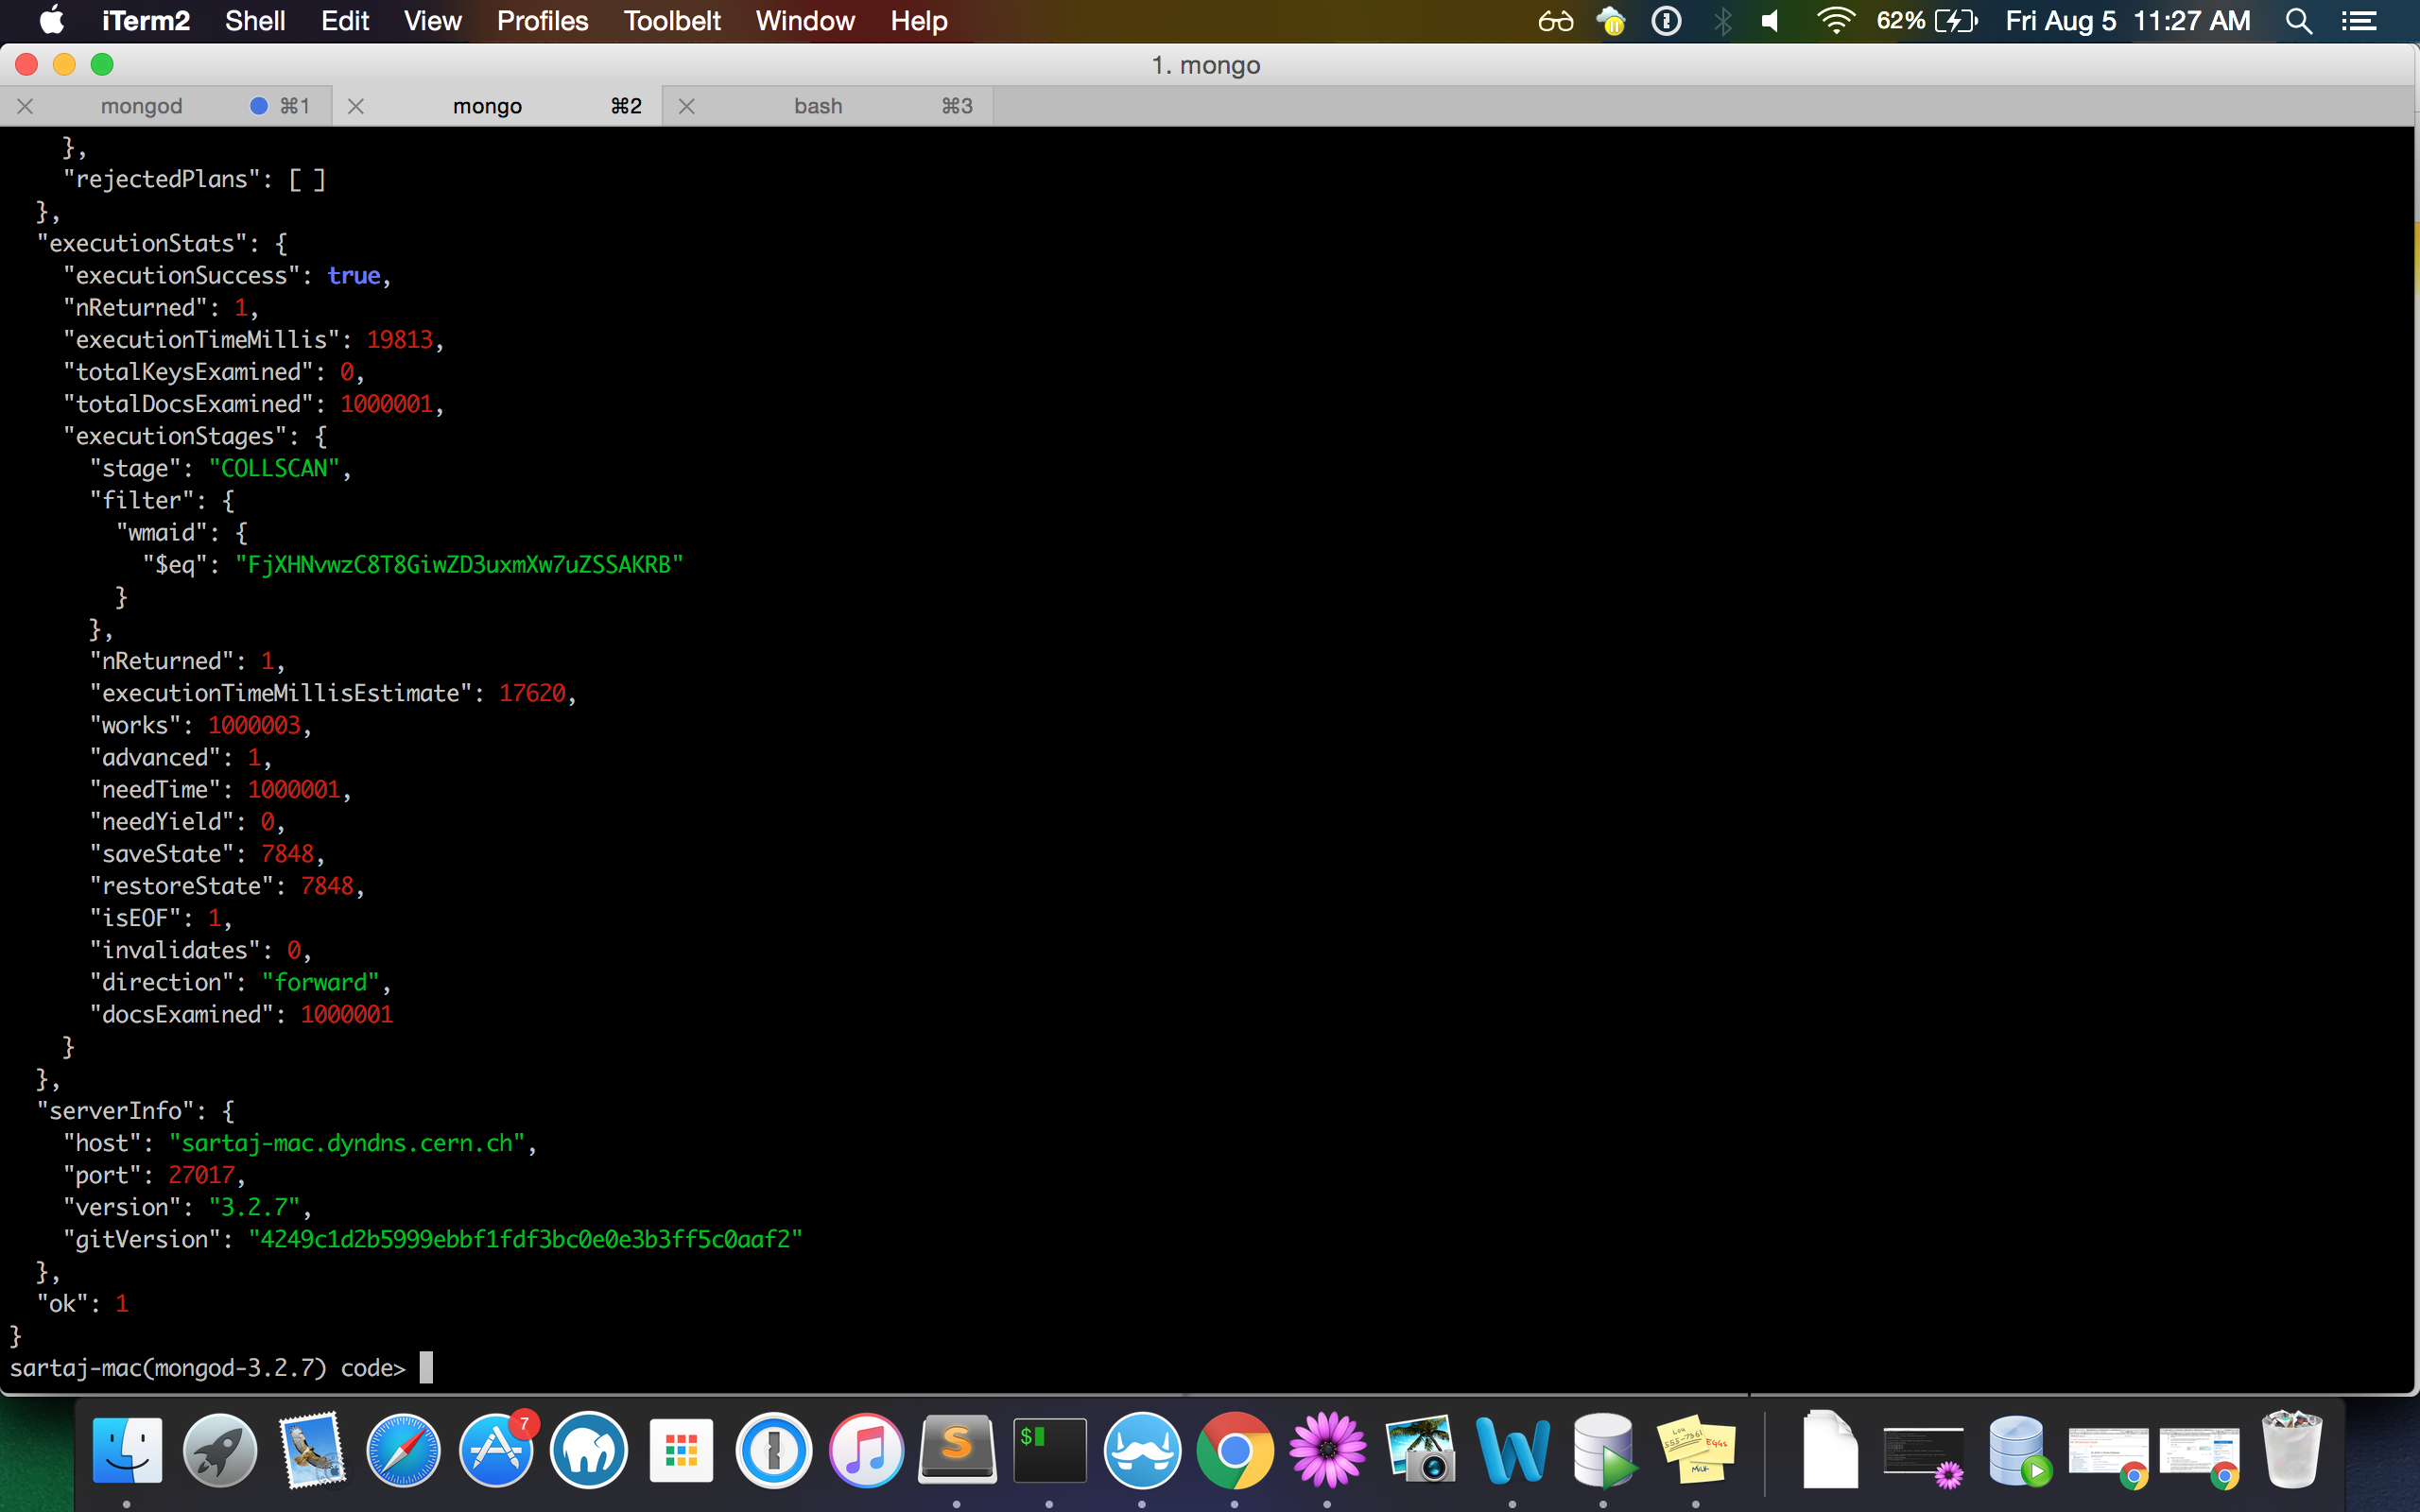 iTerm2 Shell Edit View Profiles Toolbelt Window Help 62% Fri Aug 5 11:27 AM
1. mongo
mongod ⌘1 mongo ⌘2 bash ⌘3
},
"rejectedPlans": [ ]
},
"executionStats": {
"executionSuccess": true,
"nReturned": 1,
"executionTimeMillis": 19813,
"totalKeysExamined": 0,
"totalDocsExamined": 1000001,
"executionStages": {
"stage": "COLLSCAN",
"filter": {
"wmaid": {
"$eq": "FjXHNvwzC8T8GiwZD3uxmXw7uZSSAKRB"
}
},
"nReturned": 1,
"executionTimeMillisEstimate": 17620,
"works": 1000003,
"advanced": 1,
"needTime": 1000001,
"needYield": 0,
"saveState": 7848,
"restoreState": 7848,
"isEOF": 1,
"invalidates": 0,
"direction": "forward",
"docsExamined": 1000001
}
},
"serverInfo": {
"host": "sartaj-mac.dyndns.cern.ch",
"port": 27017,
"version": "3.2.7",
"gitVersion": "4249c1d2b5999ebbf1fdf3bc0e0e3b3ff5c0aaf2"
},
"ok": 1
}
sartaj-mac(mongod-3.2.7) code>
7